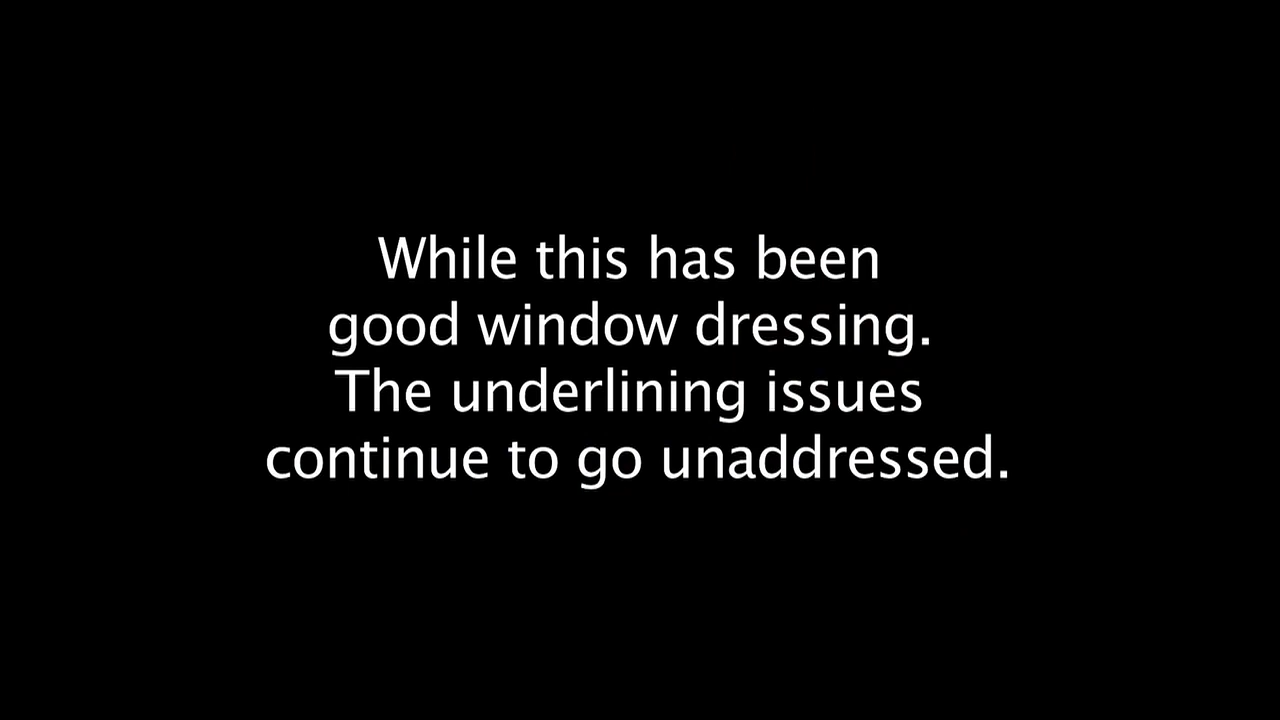 While this has been
good window dressing.
The underlining issues
continue to go unaddressed.